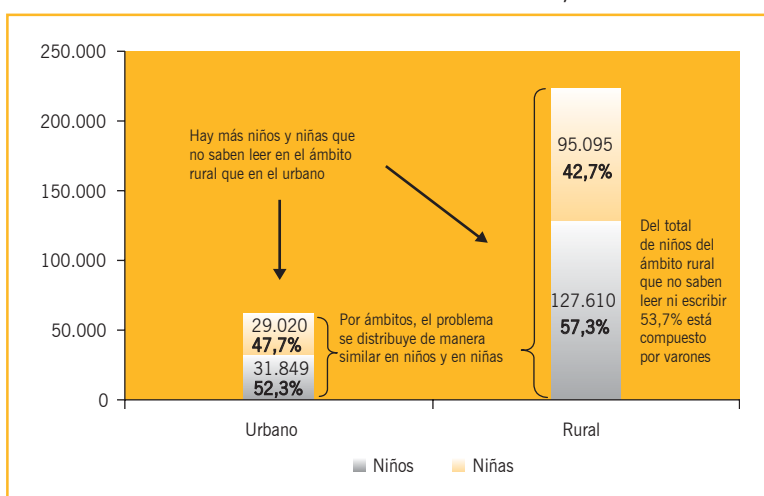 250.000
200.000
150.000
100.000
50.000
0
Hay más niños y niñas que
no saben leer en el ámbito
rural que en el urbano
29.020
47,7%
31.849
52,3%
Por ámbitos, el problema
se distribuye de manera
similar en niños y en niñas
95.095
42,7%
127.610
57,3%
Del total
de niños del
ámbito rural
que no saben
leer ni escribir
53,7% está
compuesto
por varones
Urbano
Rural
Niños
Niñas